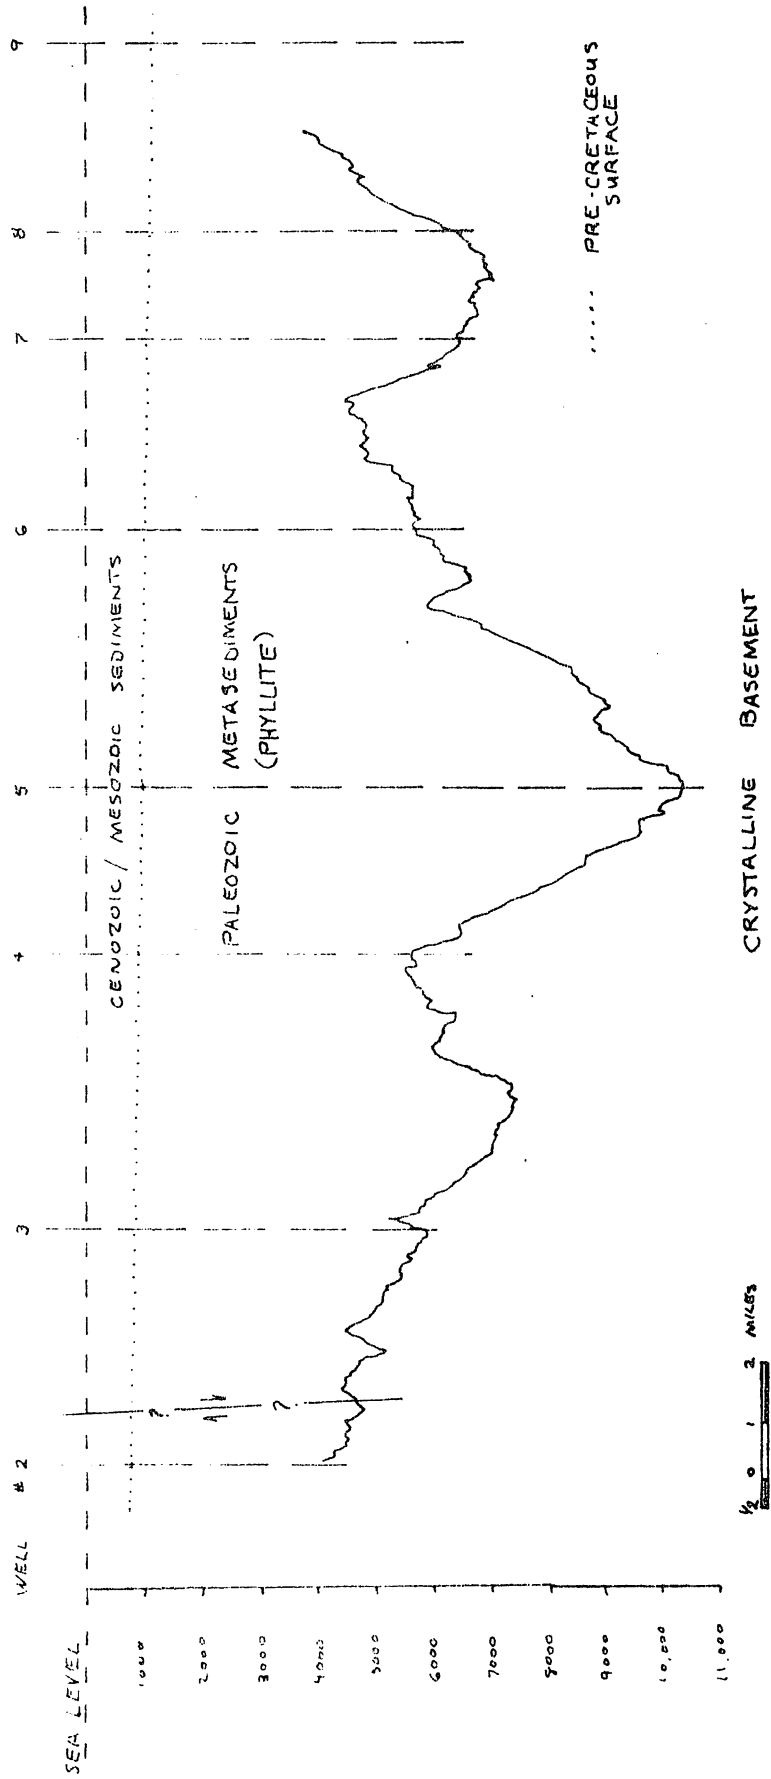 WELL # 2 3 4 5 6 7 8 9
SEA LEVEL
CENOZOIC / MESOZOIC SEDIMENTS
1000
2000
3000
4000
5000
6000
7000
8000
9000
10,000
11,000
? ?
PALEOZOIC METASEDIMENTS
(PHYLLITE)
..... PRE-CRETACEOUS
SURFACE
CRYSTALLINE BASEMENT
1/2 0 1 2 MILES